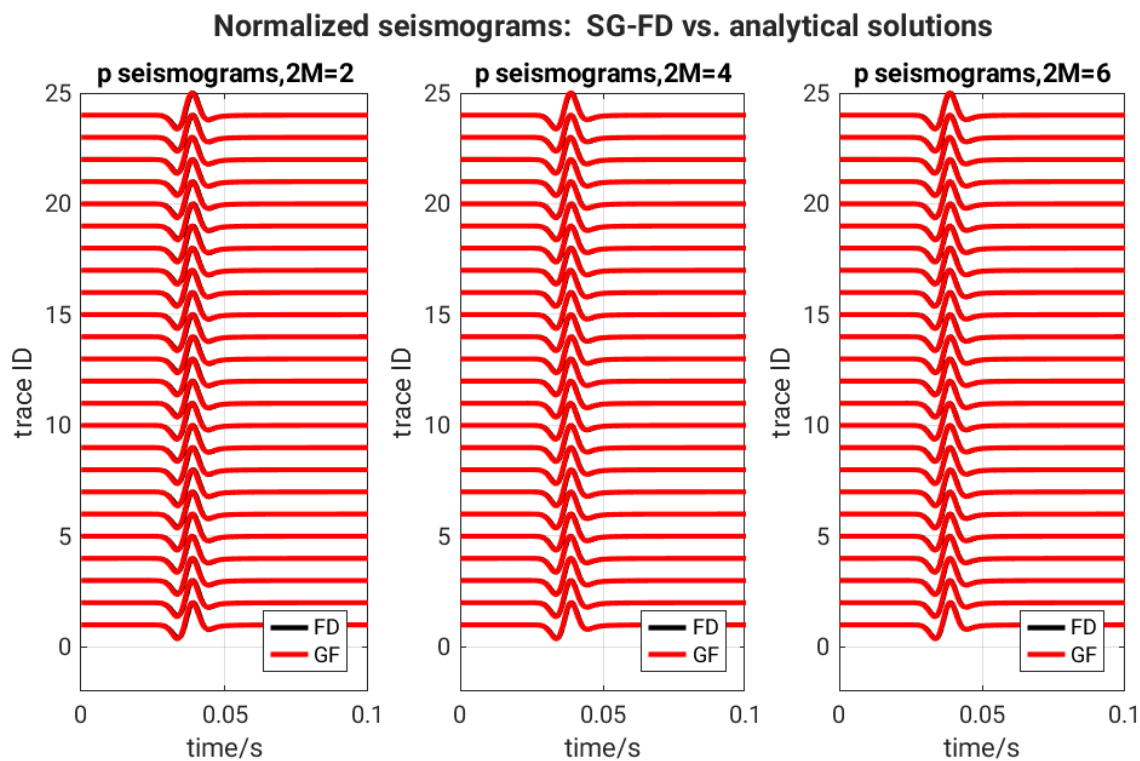 Normalized seismograms:  SG-FD vs. analytical solutions
p seismograms,2M=2
25
20
15
10
5
0
trace ID
0
0.05
0.1
time/s
FD
GF
p seismograms,2M=4
25
20
15
10
5
0
trace ID
0
0.05
0.1
time/s
FD
GF
p seismograms,2M=6
25
20
15
10
5
0
trace ID
0
0.05
0.1
time/s
FD
GF